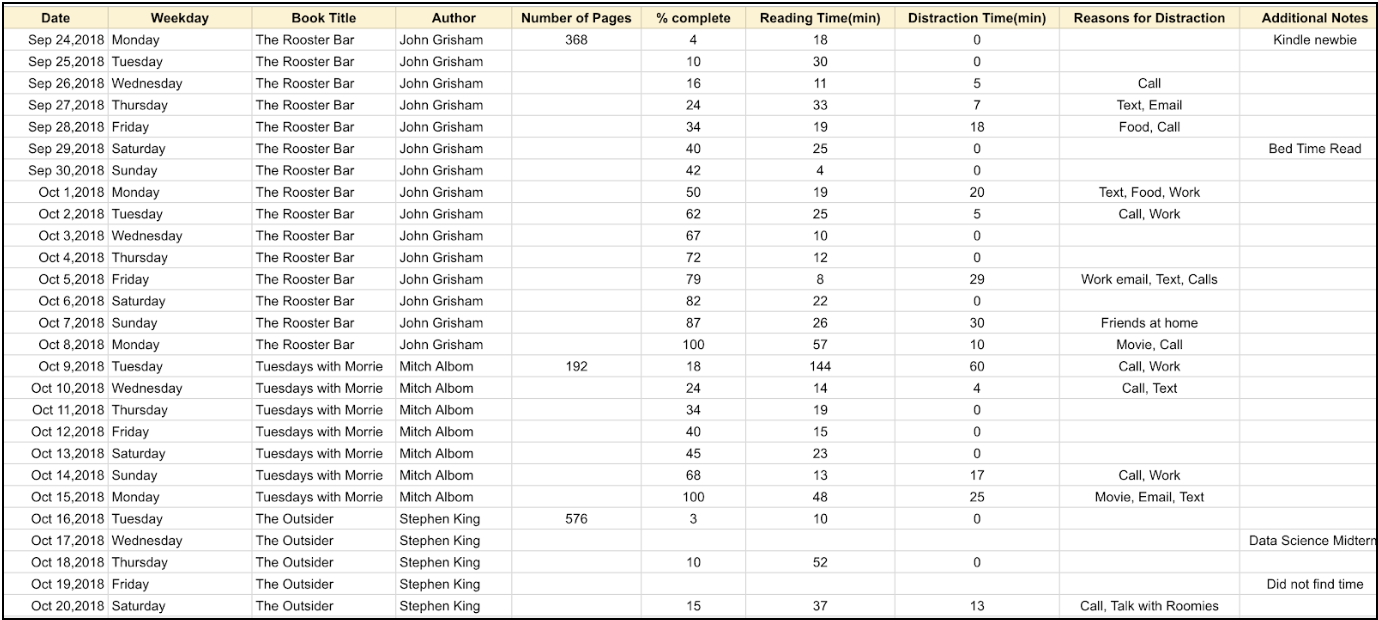 Date Weekday Book Title Author Number of Pages % complete Reading Time(min) Distraction Time(min) Reasons for Distraction Additional Notes
Sep 24,2018 Monday The Rooster Bar John Grisham 368 4 18 0 Kindle newbie
Sep 25,2018 Tuesday The Rooster Bar John Grisham 10 30 0
Sep 26,2018 Wednesday The Rooster Bar John Grisham 16 11 5 Call
Sep 27,2018 Thursday The Rooster Bar John Grisham 24 33 7 Text, Email
Sep 28,2018 Friday The Rooster Bar John Grisham 34 19 18 Food, Call
Sep 29,2018 Saturday The Rooster Bar John Grisham 40 25 0 Bed Time Read
Sep 30,2018 Sunday The Rooster Bar John Grisham 42 4 0
Oct 1,2018 Monday The Rooster Bar John Grisham 50 19 20 Text, Food, Work
Oct 2,2018 Tuesday The Rooster Bar John Grisham 62 25 5 Call, Work
Oct 3,2018 Wednesday The Rooster Bar John Grisham 67 10 0
Oct 4,2018 Thursday The Rooster Bar John Grisham 72 12 0
Oct 5,2018 Friday The Rooster Bar John Grisham 79 8 29 Work email, Text, Calls
Oct 6,2018 Saturday The Rooster Bar John Grisham 82 22 0
Oct 7,2018 Sunday The Rooster Bar John Grisham 87 26 30 Friends at home
Oct 8,2018 Monday The Rooster Bar John Grisham 100 57 10 Movie, Call
Oct 9,2018 Tuesday Tuesdays with Morrie Mitch Albom 192 18 144 60 Call, Work
Oct 10,2018 Wednesday Tuesdays with Morrie Mitch Albom 24 14 4 Call, Text
Oct 11,2018 Thursday Tuesdays with Morrie Mitch Albom 34 19 0
Oct 12,2018 Friday Tuesdays with Morrie Mitch Albom 40 15 0
Oct 13,2018 Saturday Tuesdays with Morrie Mitch Albom 45 23 0
Oct 14,2018 Sunday Tuesdays with Morrie Mitch Albom 68 13 17 Call, Work
Oct 15,2018 Monday Tuesdays with Morrie Mitch Albom 100 48 25 Movie, Email, Text
Oct 16,2018 Tuesday The Outsider Stephen King 576 3 10 0
Oct 17,2018 Wednesday The Outsider Stephen King Data Science Midterm
Oct 18,2018 Thursday The Outsider Stephen King 10 52 0
Oct 19,2018 Friday The Outsider Stephen King Did not find time
Oct 20,2018 Saturday The Outsider Stephen King 15 37 13 Call, Talk with Roomies